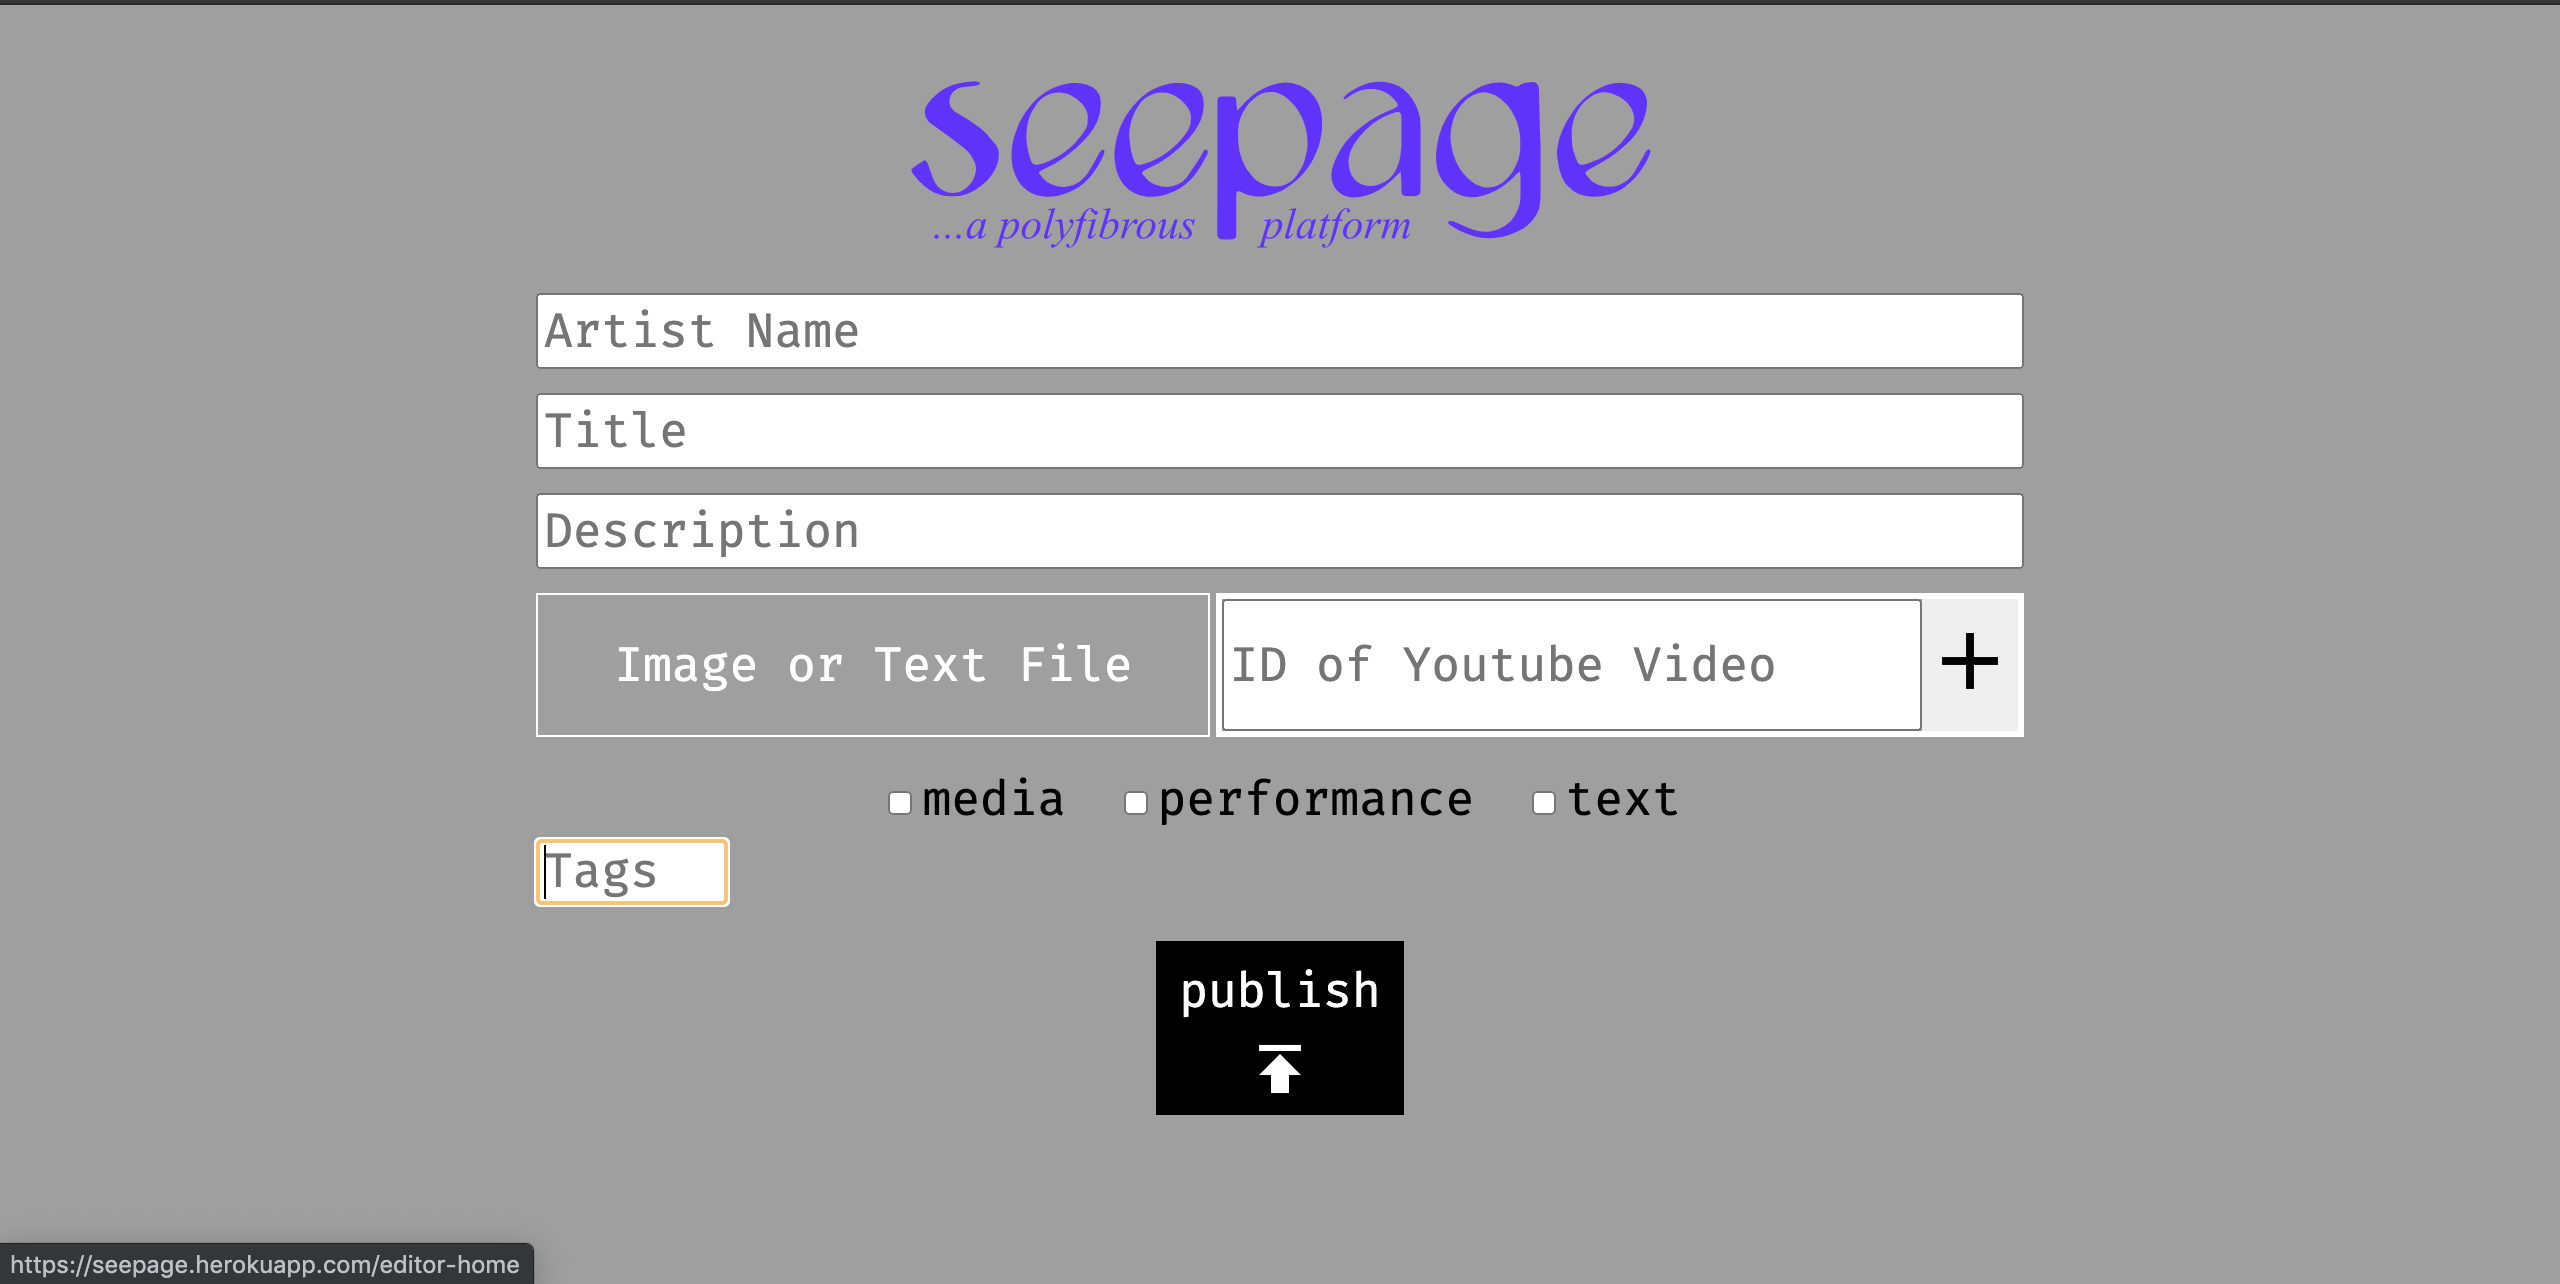 seepage
...a polyfibrous platform
Artist Name
Title
Description
Image or Text File
ID of Youtube Video
media performance text
Tags
publish
https://seepage.herokuapp.com/editor-home